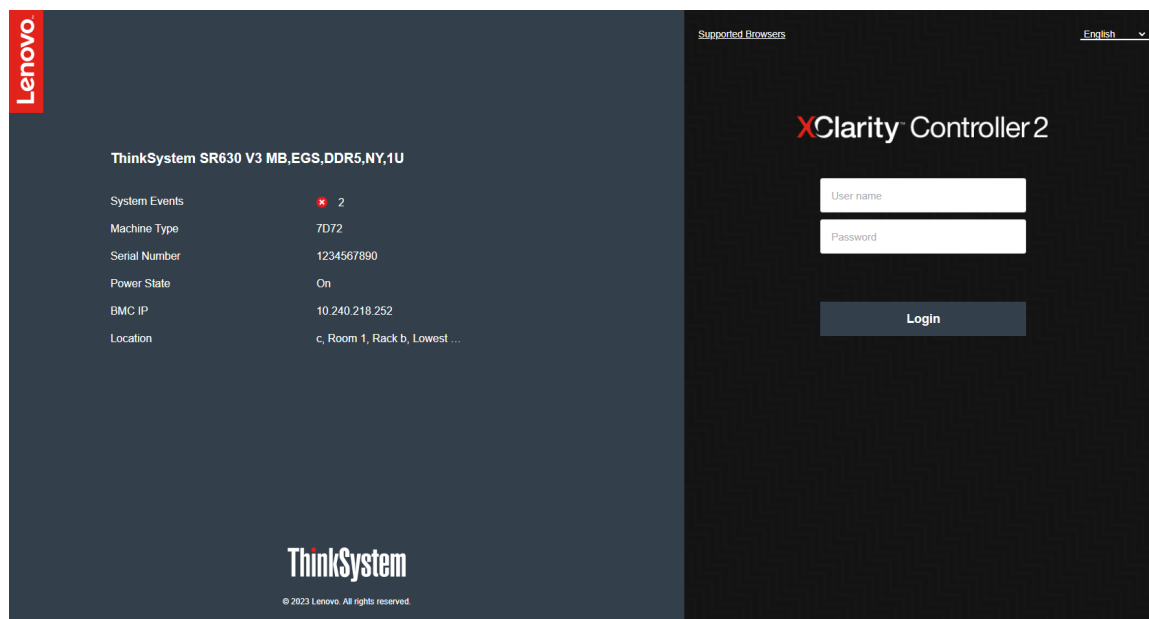 Lenovo.
ThinkSystem SR630 V3 MB,EGS,DDR5,NY,1U
System Events 2
Machine Type 7D72
Serial Number 1234567890
Power State On
BMC IP 10.240.218.252
Location c, Room 1, Rack b, Lowest ...
ThinkSystem
© 2023 Lenovo. All rights reserved.
Supported Browsers English
XClarity™ Controller 2
User name
Password
Login